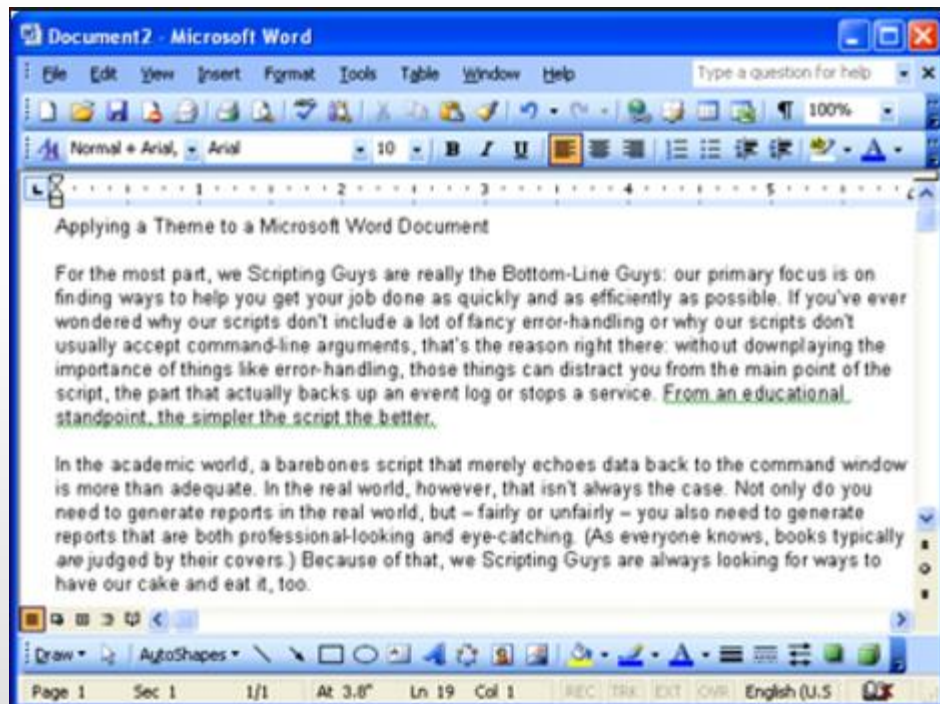 Document2 - Microsoft Word
File Edit View Insert Format Tools Table Window Help Type a question for help
100%
Normal + Arial, Arial 10 B I U A
1 2 3 4 5
Applying a Theme to a Microsoft Word Document
For the most part, we Scripting Guys are really the Bottom-Line Guys: our primary focus is on
finding ways to help you get your job done as quickly and as efficiently as possible. If you've ever
wondered why our scripts don't include a lot of fancy error-handling or why our scripts don't
usually accept command-line arguments, that's the reason right there: without downplaying the
importance of things like error-handling, those things can distract you from the main point of the
script, the part that actually backs up an event log or stops a service. From an educational
standpoint, the simpler the script the better.
In the academic world, a barebones script that merely echoes data back to the command window
is more than adequate. In the real world, however, that isn't always the case. Not only do you
need to generate reports in the real world, but – fairly or unfairly – you also need to generate
reports that are both professional-looking and eye-catching. (As everyone knows, books typically
are judged by their covers.) Because of that, we Scripting Guys are always looking for ways to
have our cake and eat it, too.
Draw AutoShapes A
Page 1 Sec 1 1/1 At 3.8" Ln 19 Col 1 REC TRK EXT OVR English (U.S